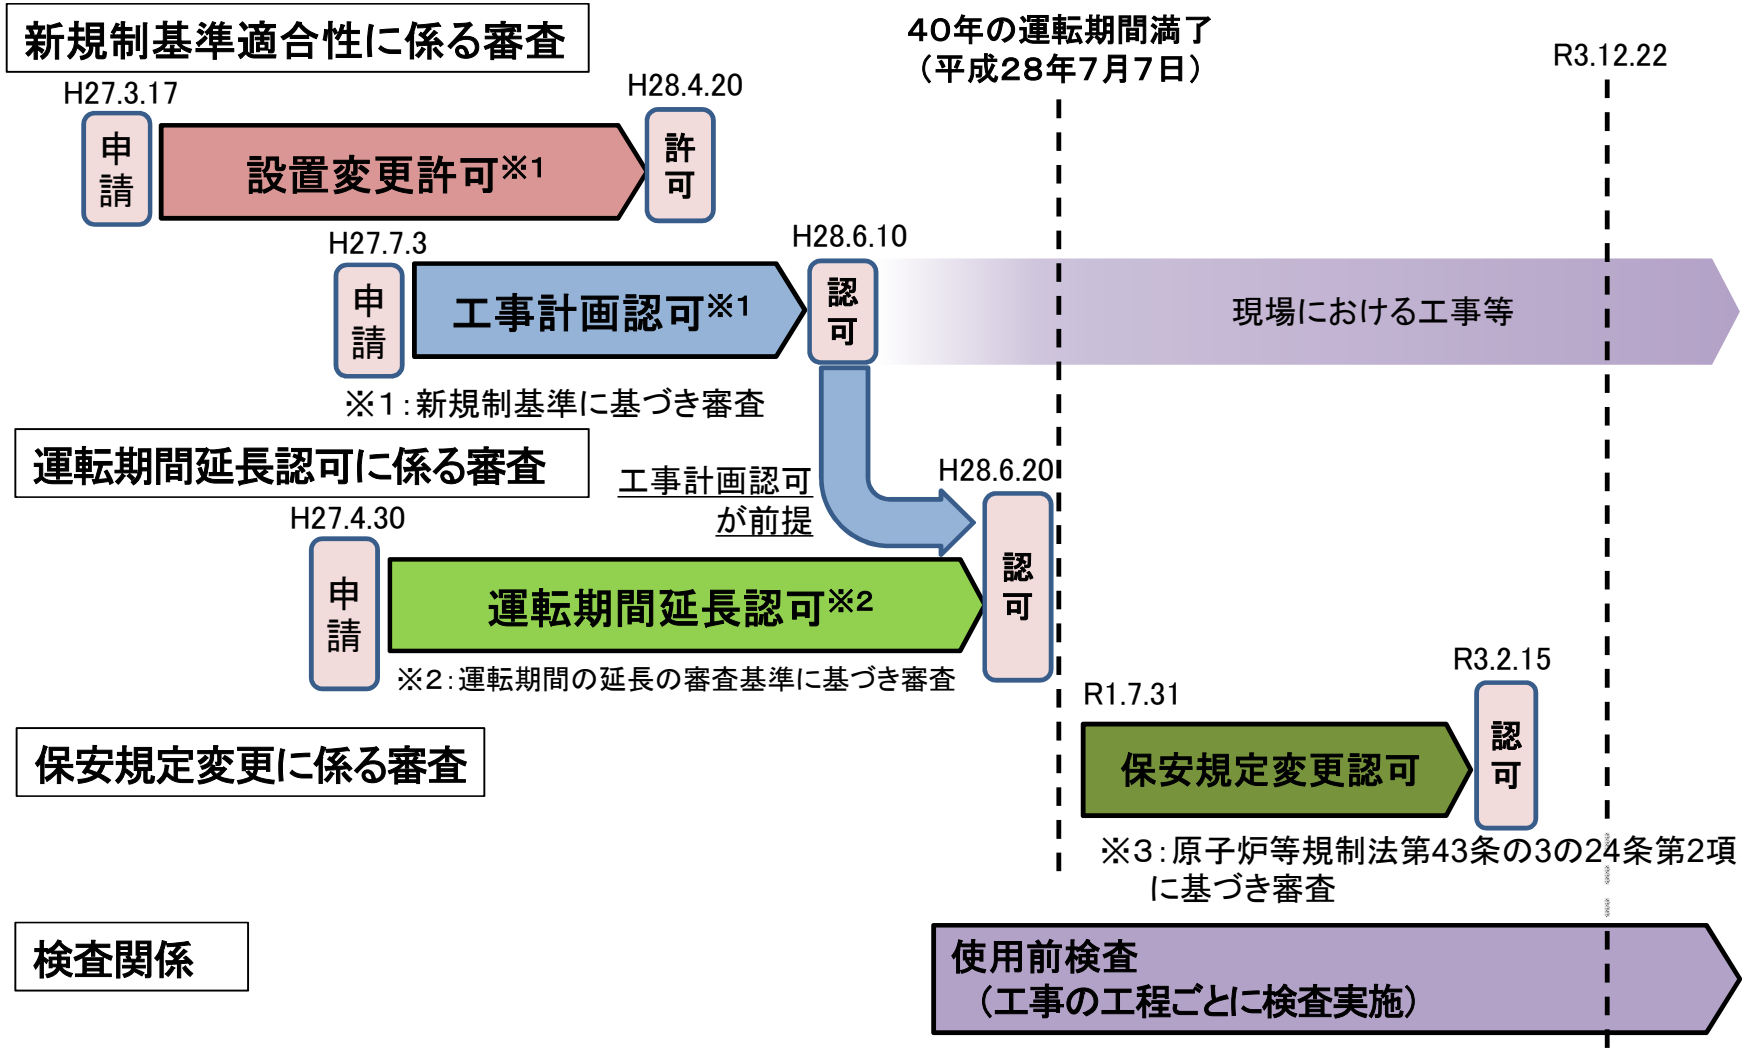 新規制基準適合性に係る審査
40年の運転期間満了
（平成28年7月7日）
R3.12.22
H27.3.17
申請
設置変更許可※1
H28.4.20
許可
H27.7.3
申請
工事計画認可※1
H28.6.10
認可
現場における工事等
※1：新規制基準に基づき審査
運転期間延長認可に係る審査
工事計画認可
が前提
H28.6.20
認可
H27.4.30
申請
運転期間延長認可※2
※2：運転期間の延長の審査基準に基づき審査
保安規定変更に係る審査
R1.7.31
保安規定変更認可
R3.2.15
認可
※3：原子炉等規制法第43条の3の24条第2項
に基づき審査
検査関係
使用前検査
（工事の工程ごとに検査実施）